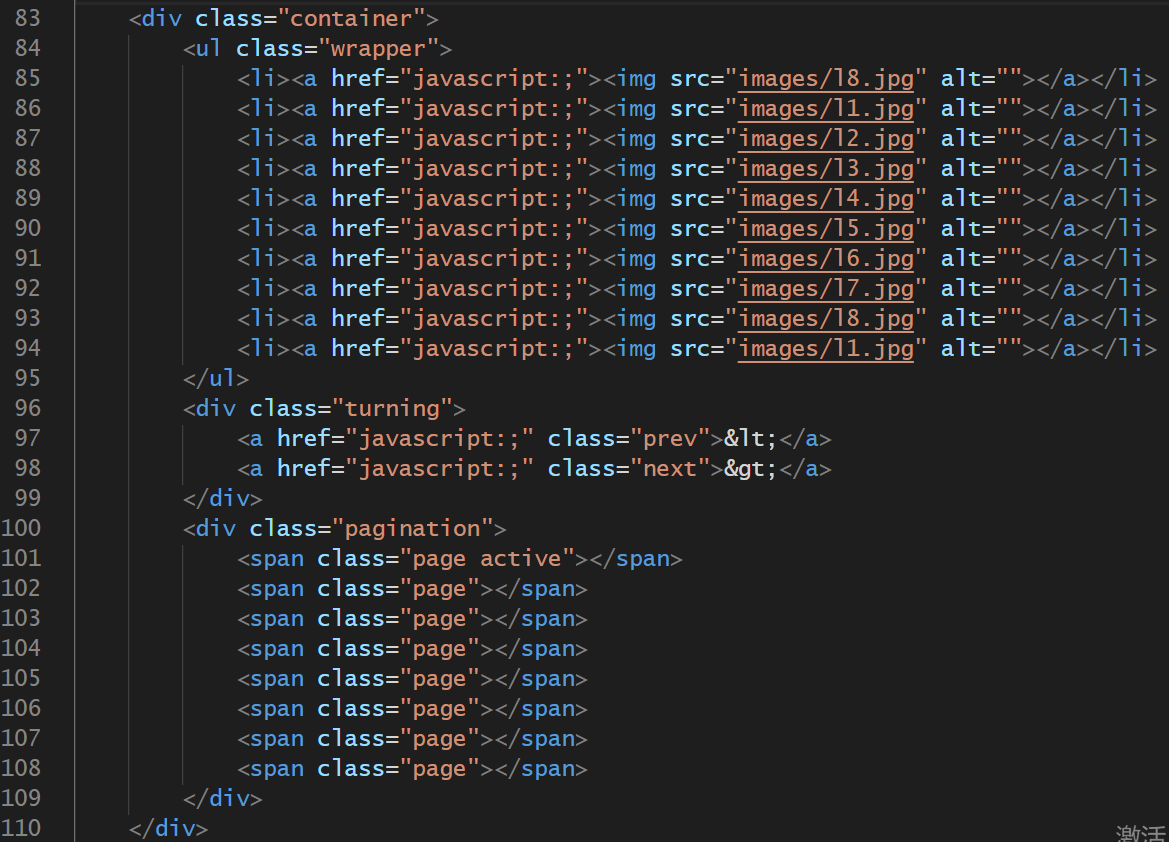 83 <div class="container">
84 <ul class="wrapper">
85 <li><a href="javascript:;"><img src="images/l8.jpg" alt=""></a></li>
86 <li><a href="javascript:;"><img src="images/l1.jpg" alt=""></a></li>
87 <li><a href="javascript:;"><img src="images/l2.jpg" alt=""></a></li>
88 <li><a href="javascript:;"><img src="images/l3.jpg" alt=""></a></li>
89 <li><a href="javascript:;"><img src="images/l4.jpg" alt=""></a></li>
90 <li><a href="javascript:;"><img src="images/l5.jpg" alt=""></a></li>
91 <li><a href="javascript:;"><img src="images/l6.jpg" alt=""></a></li>
92 <li><a href="javascript:;"><img src="images/l7.jpg" alt=""></a></li>
93 <li><a href="javascript:;"><img src="images/l8.jpg" alt=""></a></li>
94 <li><a href="javascript:;"><img src="images/l1.jpg" alt=""></a></li>
95 </ul>
96 <div class="turning">
97 <a href="javascript:;" class="prev">&lt;</a>
98 <a href="javascript:;" class="next">&gt;</a>
99 </div>
100 <div class="pagination">
101 <span class="page active"></span>
102 <span class="page"></span>
103 <span class="page"></span>
104 <span class="page"></span>
105 <span class="page"></span>
106 <span class="page"></span>
107 <span class="page"></span>
108 <span class="page"></span>
109 </div>
110 </div>
激活